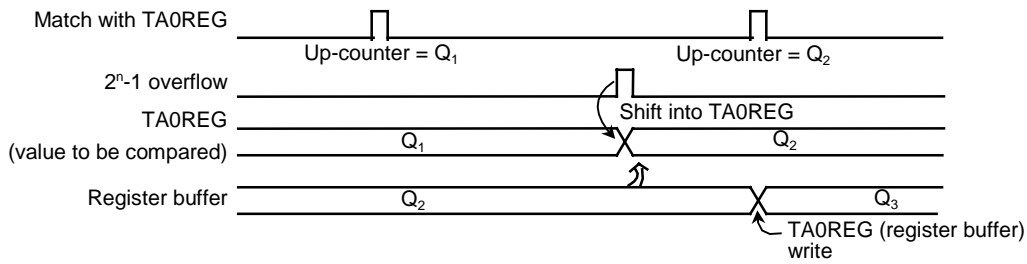 Match with TA0REG
Up-counter = Q1
Up-counter = Q2
2n-1 overflow
Shift into TA0REG
TA0REG
(value to be compared)
Q1
Q2
Register buffer
Q2
Q3
TA0REG (register buffer)
write